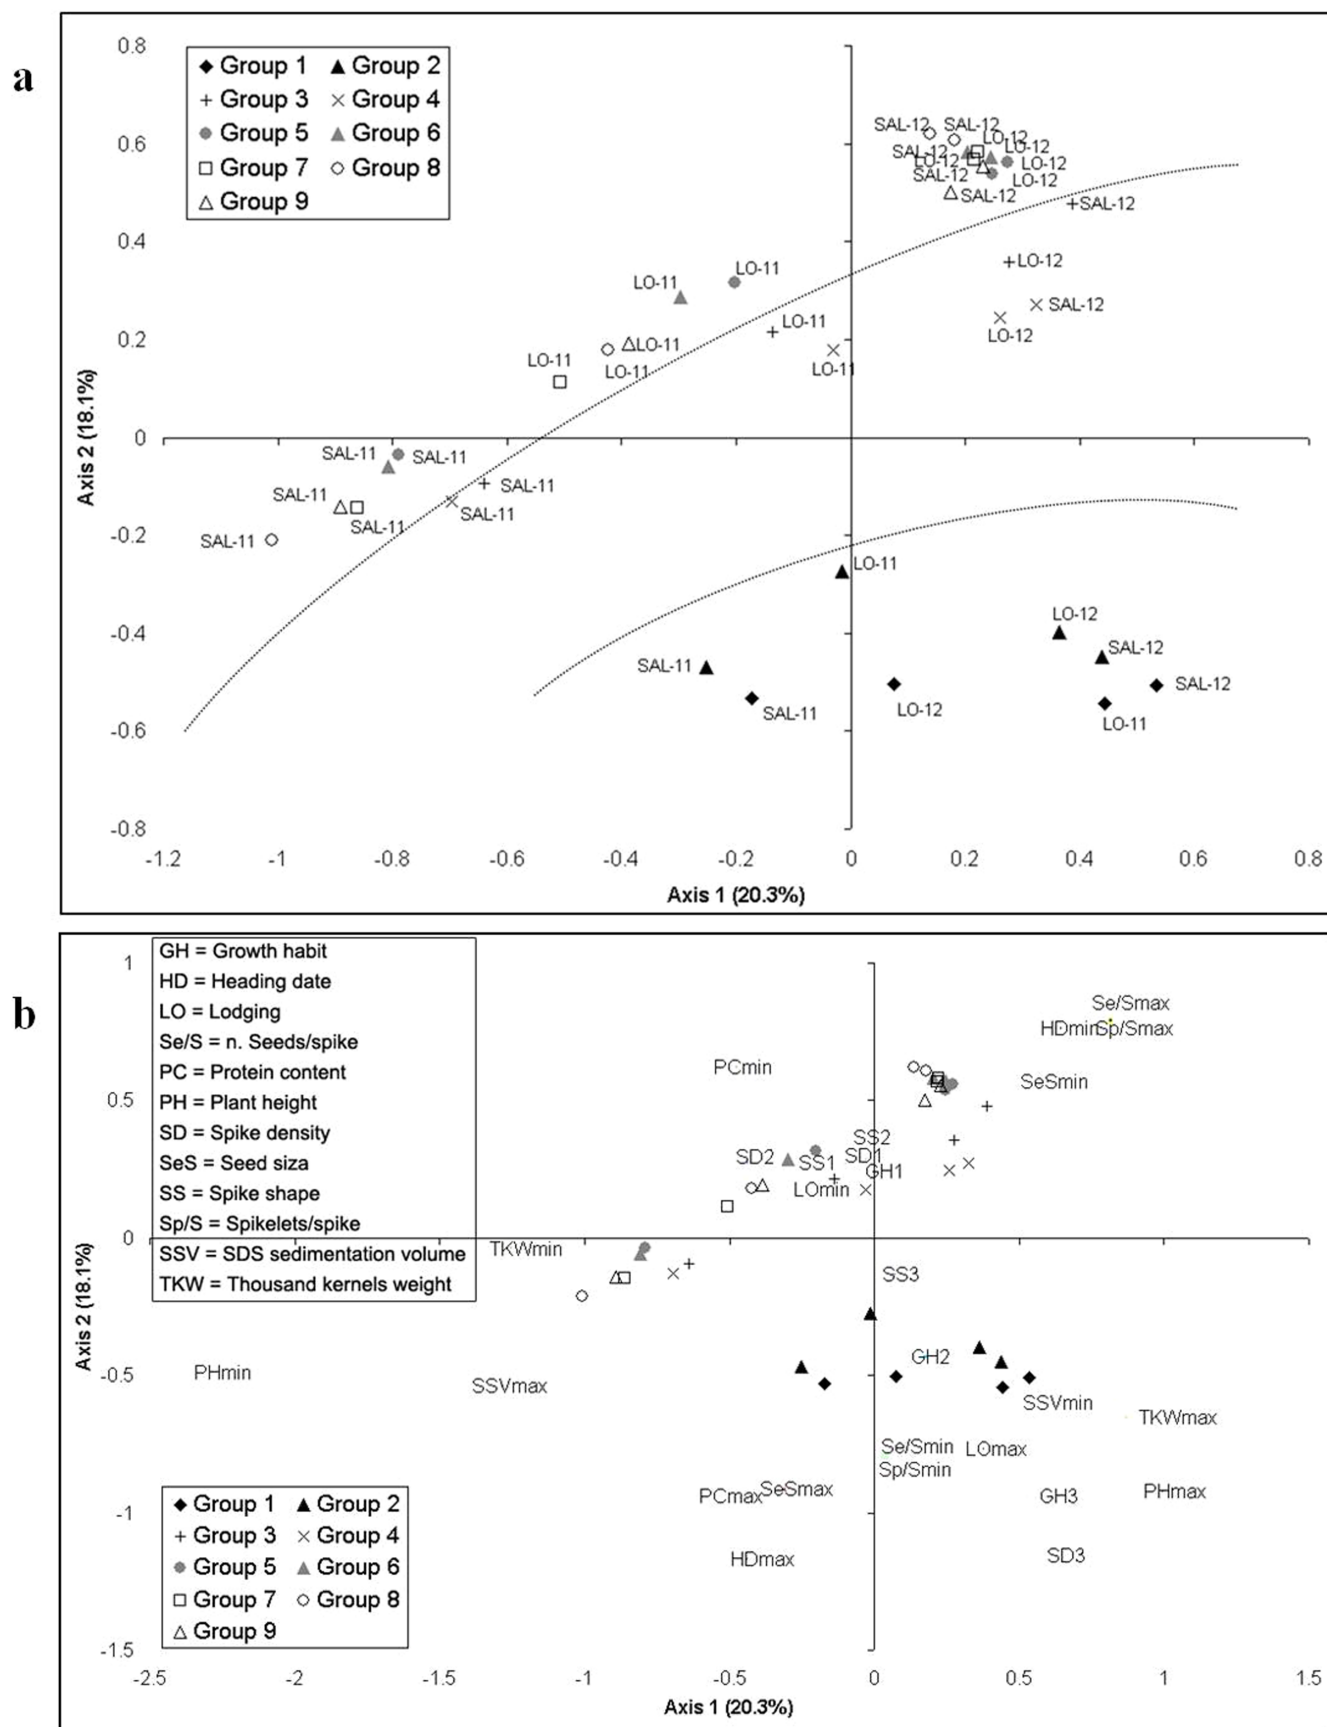 a
0.8
Group 1 Group 2
Group 3 Group 4
Group 5 Group 6
Group 7 Group 8
Group 9
SAL-12 SAL-12
LO-12
SAL-12 LO-12
LO-12 LO-12
SAL-12 LO-12
SAL-12
0.6
SAL-12
0.4
LO-11
LO-11
LO-12
SAL-12
LO-11
LO-12
0.2
LO-11
LO-11
LO-11
LO-11
0
SAL-11 SAL-11
SAL-11 SAL-11
SAL-11 SAL-11
SAL-11
-0.2
LO-11
-0.4
LO-12
SAL-11 SAL-12
SAL-12
SAL-11 LO-12
LO-11
-0.6
-0.8
Axis 2 (18.1%)
-1.2 -1 -0.8 -0.6 -0.4 -0.2 0 0.2 0.4 0.6 0.8
Axis 1 (20.3%)
b
GH = Growth habit
HD = Heading date
LO = Lodging
Se/S = n. Seeds/spike
PC = Protein content
PH = Plant height
SD = Spike density
SeS = Seed siza
SS = Spike shape
Sp/S = Spikelets/spike
SSV = SDS sedimentation volume
TKW = Thousand kernels weight
1
Se/Smax
HDmin Sp/Smax
PCmin
SeSmin
0.5
SS2
SD2 SS1 SD1
GH1
LOmin
0
TKWmin
SS3
GH2
PHmin
-0.5
SSVmax
SSVmin
TKWmax
Se/Smin LOmax
Sp/Smin
PCmax SeSmax
GH3 PHmax
-1
HDmax SD3
Group 1 Group 2
Group 3 Group 4
Group 5 Group 6
Group 7 Group 8
Group 9
-1.5
Axis 2 (18.1%)
-2.5 -2 -1.5 -1 -0.5 0 0.5 1 1.5
Axis 1 (20.3%)